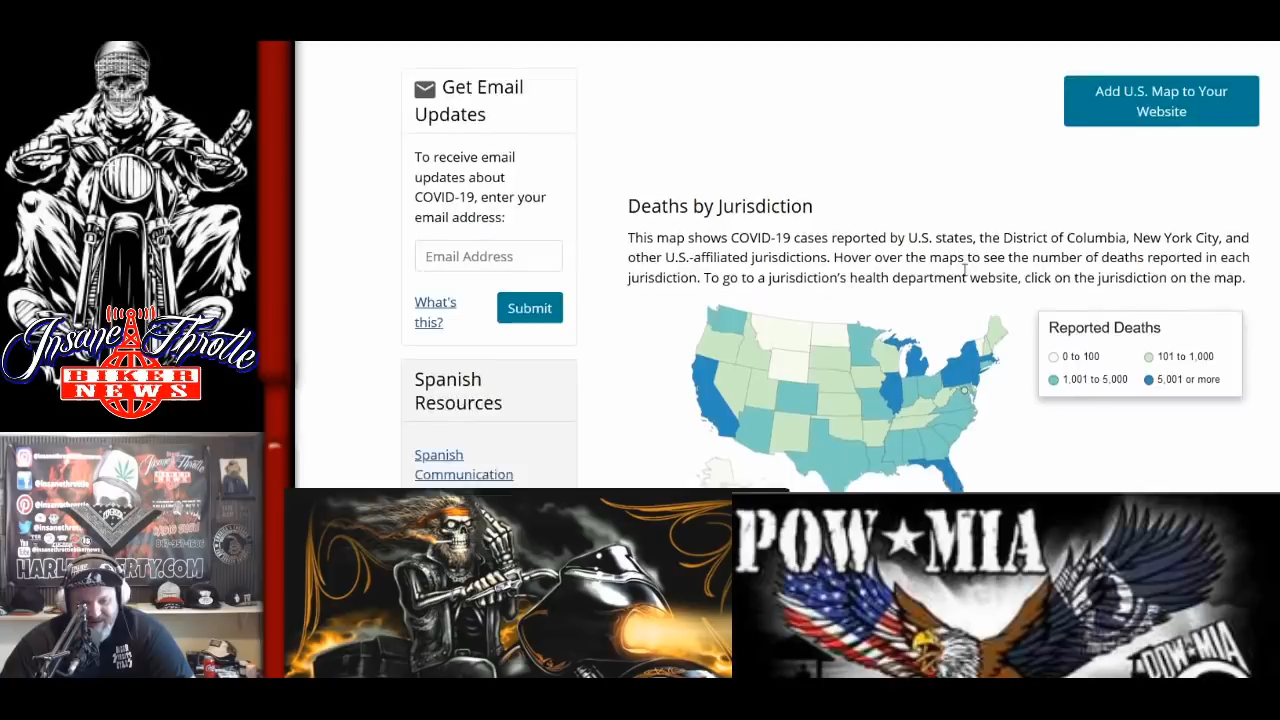 Get Email
Updates
To receive email
updates about
COVID-19, enter your
email address:
Email Address
What's
this?
Submit
Spanish
Resources
Spanish
Communication
Add U.S. Map to Your
Website
Deaths by Jurisdiction
This map shows COVID-19 cases reported by U.S. states, the District of Columbia, New York City, and
other U.S.-affiliated jurisdictions. Hover over the maps to see the number of deaths reported in each
jurisdiction. To go to a jurisdiction's health department website, click on the jurisdiction on the map.
Reported Deaths
0 to 100
101 to 1,000
1,001 to 5,000
5,001 or more
Insane Throttle
BIKER
NEWS
POW★MIA
POW★MIA